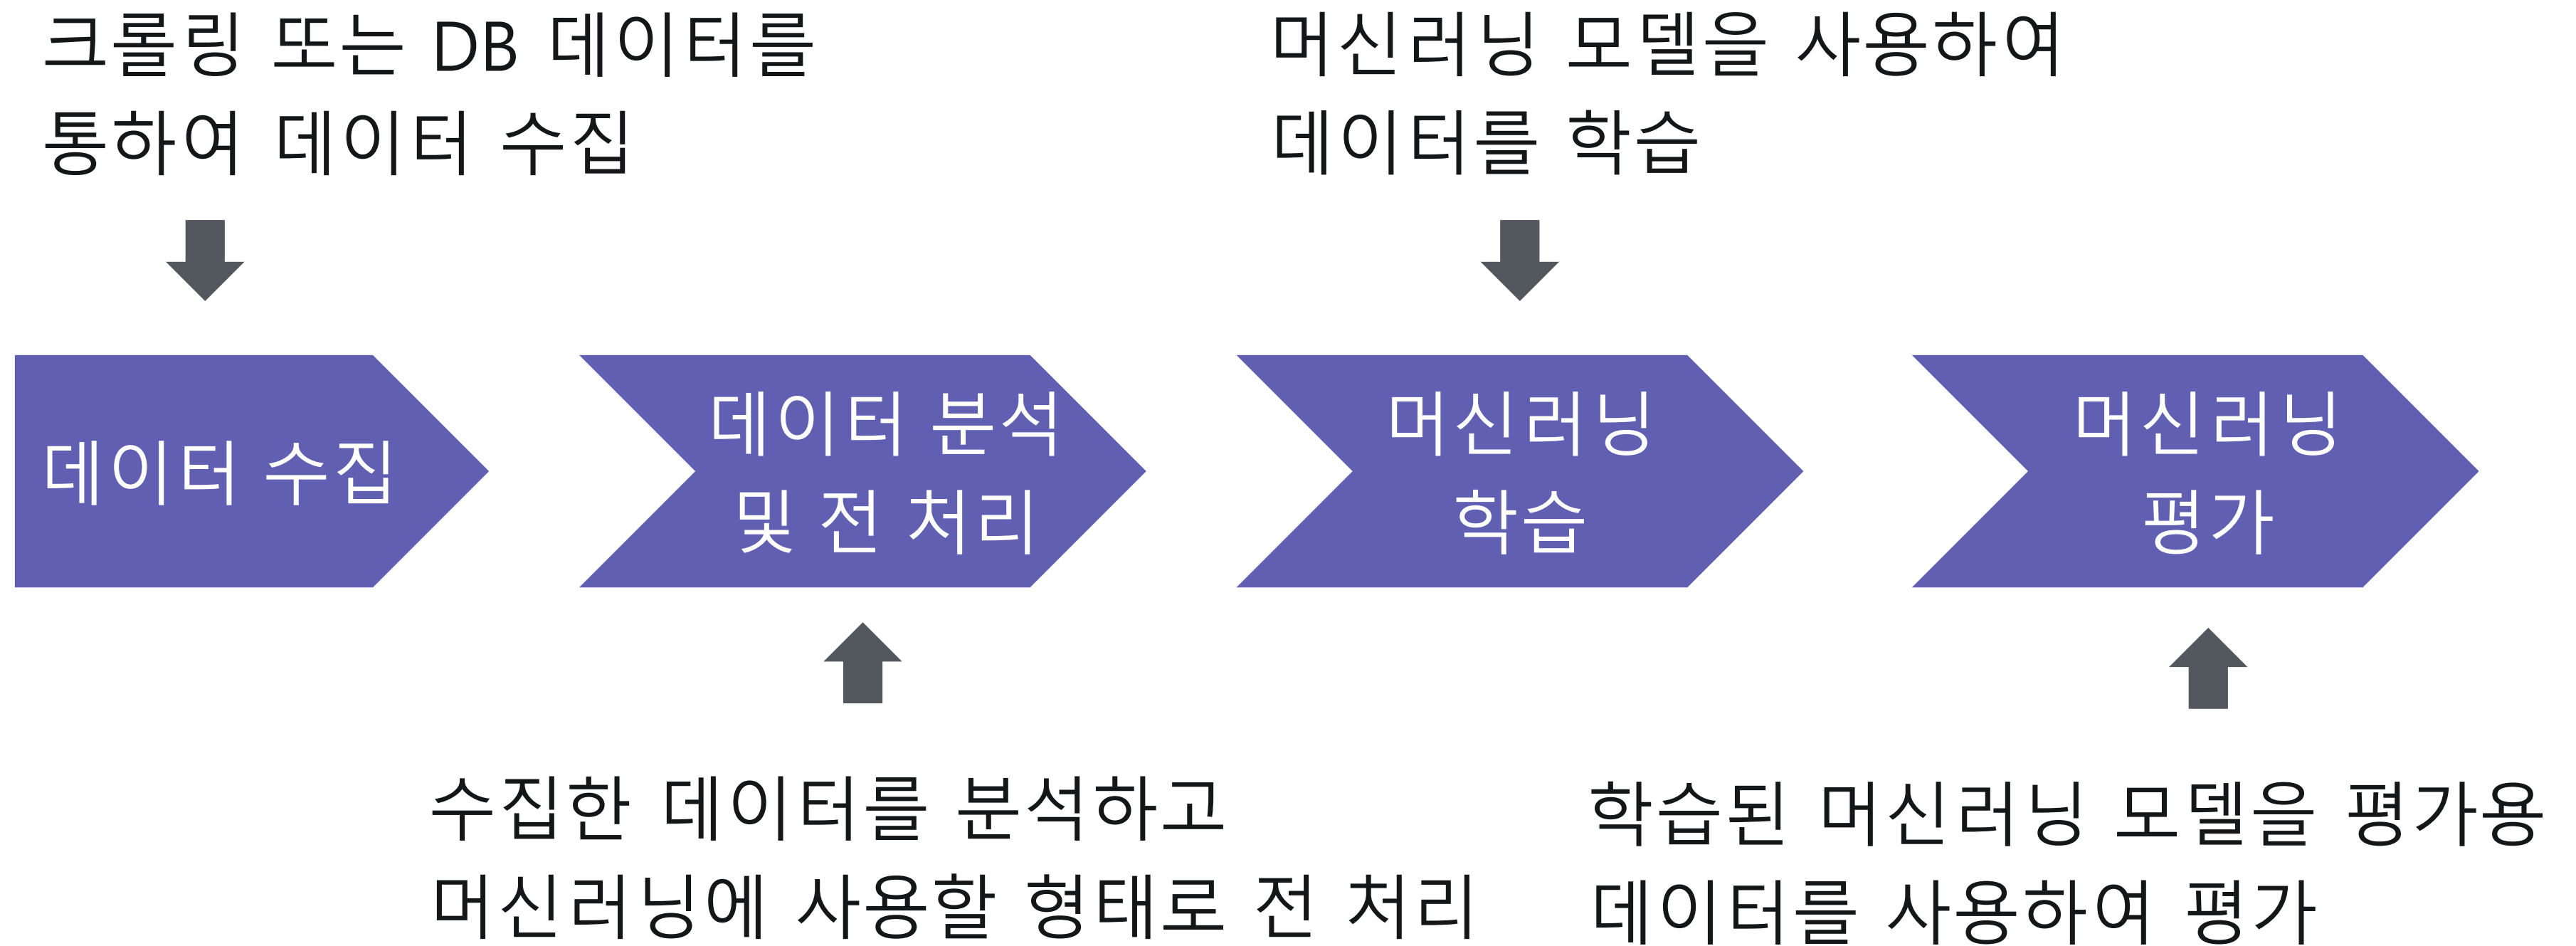 크롤링 또는 DB 데이터를
통하여 데이터 수집
머신러닝 모델을 사용하여
데이터를 학습
데이터 수집
데이터 분석
및 전 처리
머신러닝
학습
머신러닝
평가
수집한 데이터를 분석하고
머신러닝에 사용할 형태로 전 처리
학습된 머신러닝 모델을 평가용
데이터를 사용하여 평가